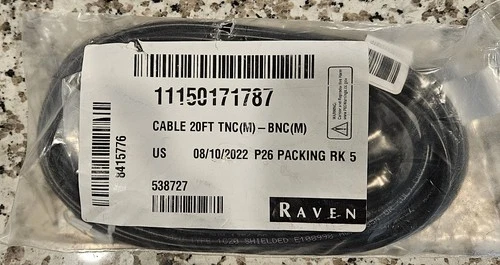 11150171787
CABLE 20FT TNC(M)-BNC(M)
US 08/10/2022 P26 PACKING RK 5
538727
RAVEN
8415776
WARNING:
SHIELDED